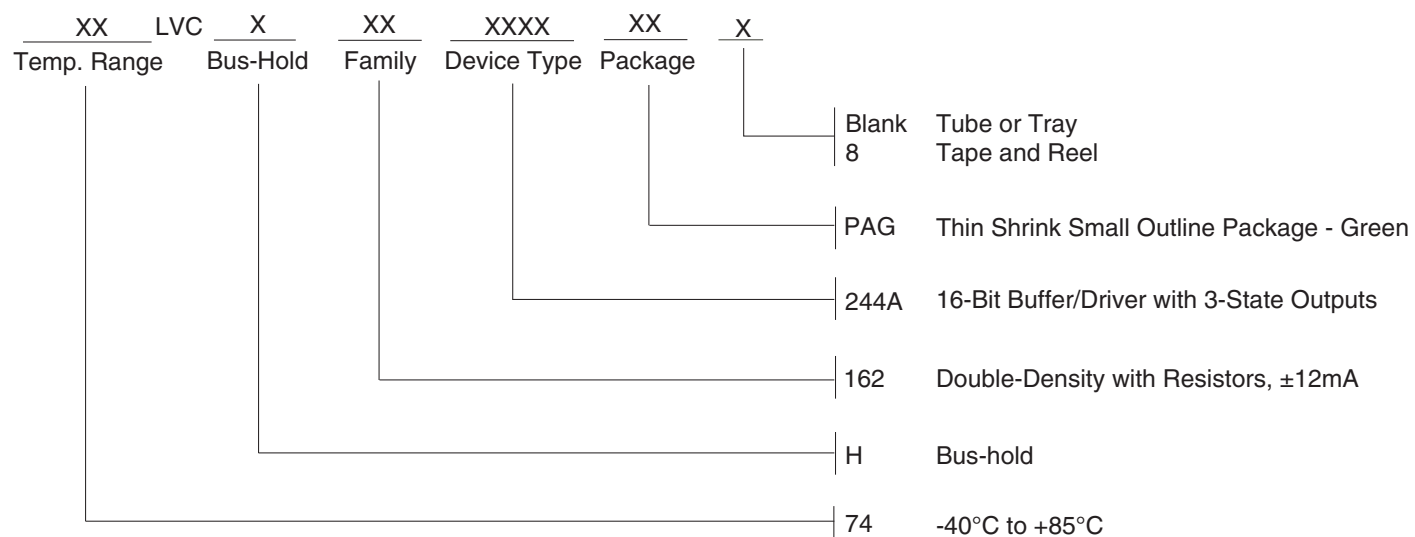 XX LVC X XX XXXX XX X
Temp. Range Bus-Hold Family Device Type Package
Blank Tube or Tray
8 Tape and Reel
PAG Thin Shrink Small Outline Package - Green
244A 16-Bit Buffer/Driver with 3-State Outputs
162 Double-Density with Resistors, ±12mA
H Bus-hold
74 -40°C to +85°C